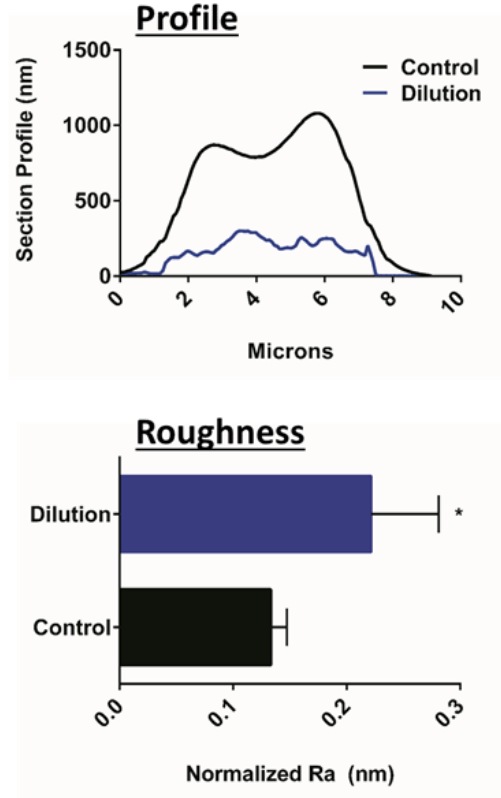 Profile
1500
1000
500
0
Section Profile (nm)
Control
Dilution
0 2 4 6 8 10
Microns
Roughness
Dilution
*
Control
0.0 0.1 0.2 0.3
Normalized Ra (nm)